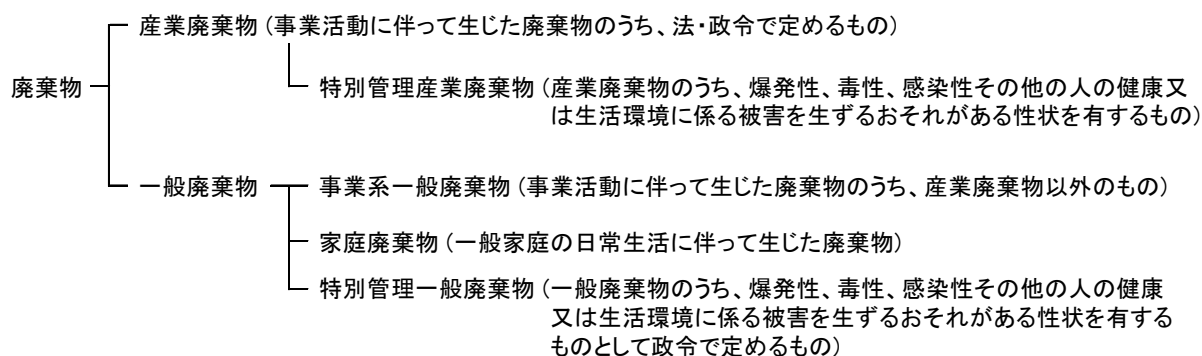 産業廃棄物（事業活動に伴って生じた廃棄物のうち、法・政令で定めるもの）
廃棄物
特別管理産業廃棄物（産業廃棄物のうち、爆発性、毒性、感染性その他の人の健康又
は生活環境に係る被害を生ずるおそれがある性状を有するもの）
一般廃棄物
事業系一般廃棄物（事業活動に伴って生じた廃棄物のうち、産業廃棄物以外のもの）
家庭廃棄物（一般家庭の日常生活に伴って生じた廃棄物）
特別管理一般廃棄物（一般廃棄物のうち、爆発性、毒性、感染性その他の人の健康
又は生活環境に係る被害を生ずるおそれがある性状を有する
ものとして政令で定めるもの）